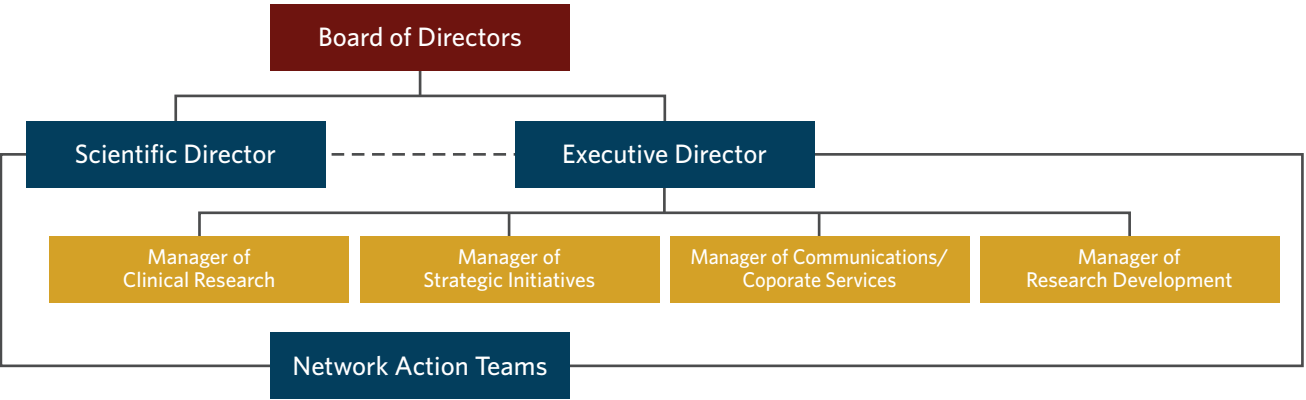 Board of Directors
Scientific Director
Executive Director
Manager of
Clinical Research
Manager of
Strategic Initiatives
Manager of Communications/
Coporate Services
Manager of
Research Development
Network Action Teams